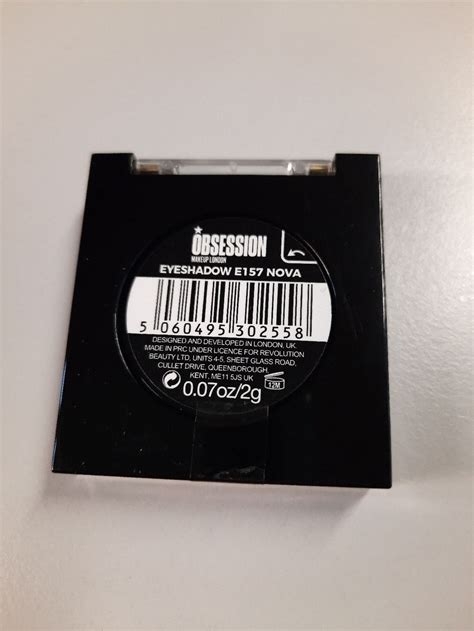 OBSESSION
MAKEUP LONDON
EYESHADOW E157 NOVA
5 060495 302558
DESIGNED AND DEVELOPED IN LONDON, UK.
MADE IN PRC UNDER LICENCE FOR REVOLUTION
BEAUTY LTD, UNITS 4-5, SHEET GLASS ROAD,
CULLET DRIVE, QUEENBOROUGH,
KENT, ME11 5JS UK
0.07oz/2g
12M